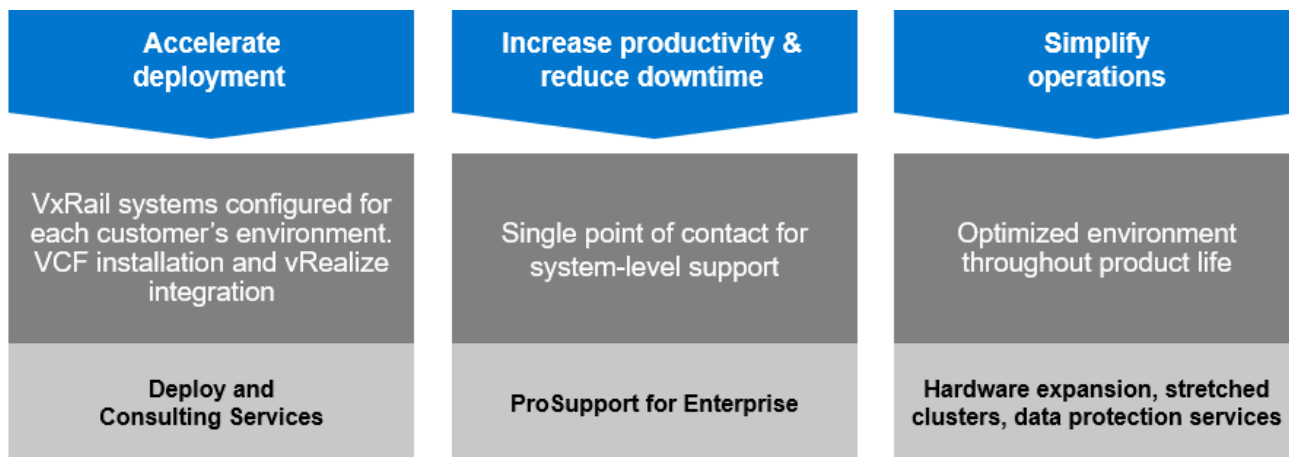 Accelerate
deployment
VxRail systems configured for
each customer's environment.
VCF installation and vRealize
integration
Deploy and
Consulting Services
Increase productivity &
reduce downtime
Single point of contact for
system-level support
ProSupport for Enterprise
Simplify
operations
Optimized environment
throughout product life
Hardware expansion, stretched
clusters, data protection services